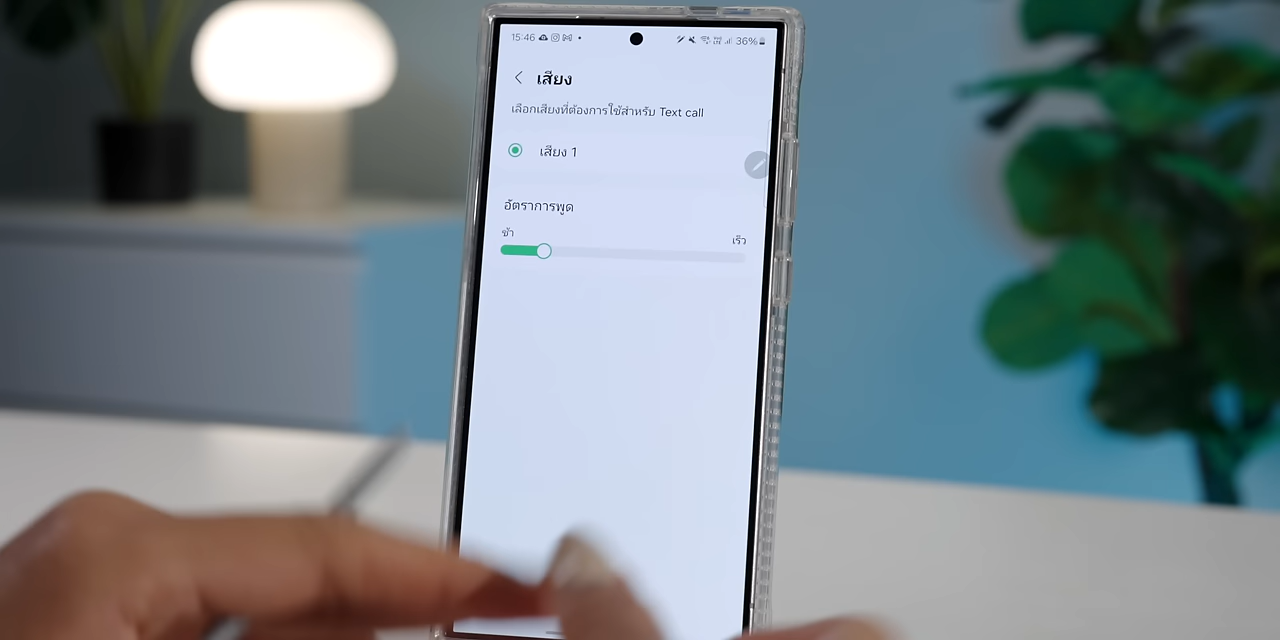 15:46 36%
เสียง
เลือกเสียงที่ต้องการใช้สำหรับ Text call
เสียง 1
อัตราการพูด
ช้า เร็ว